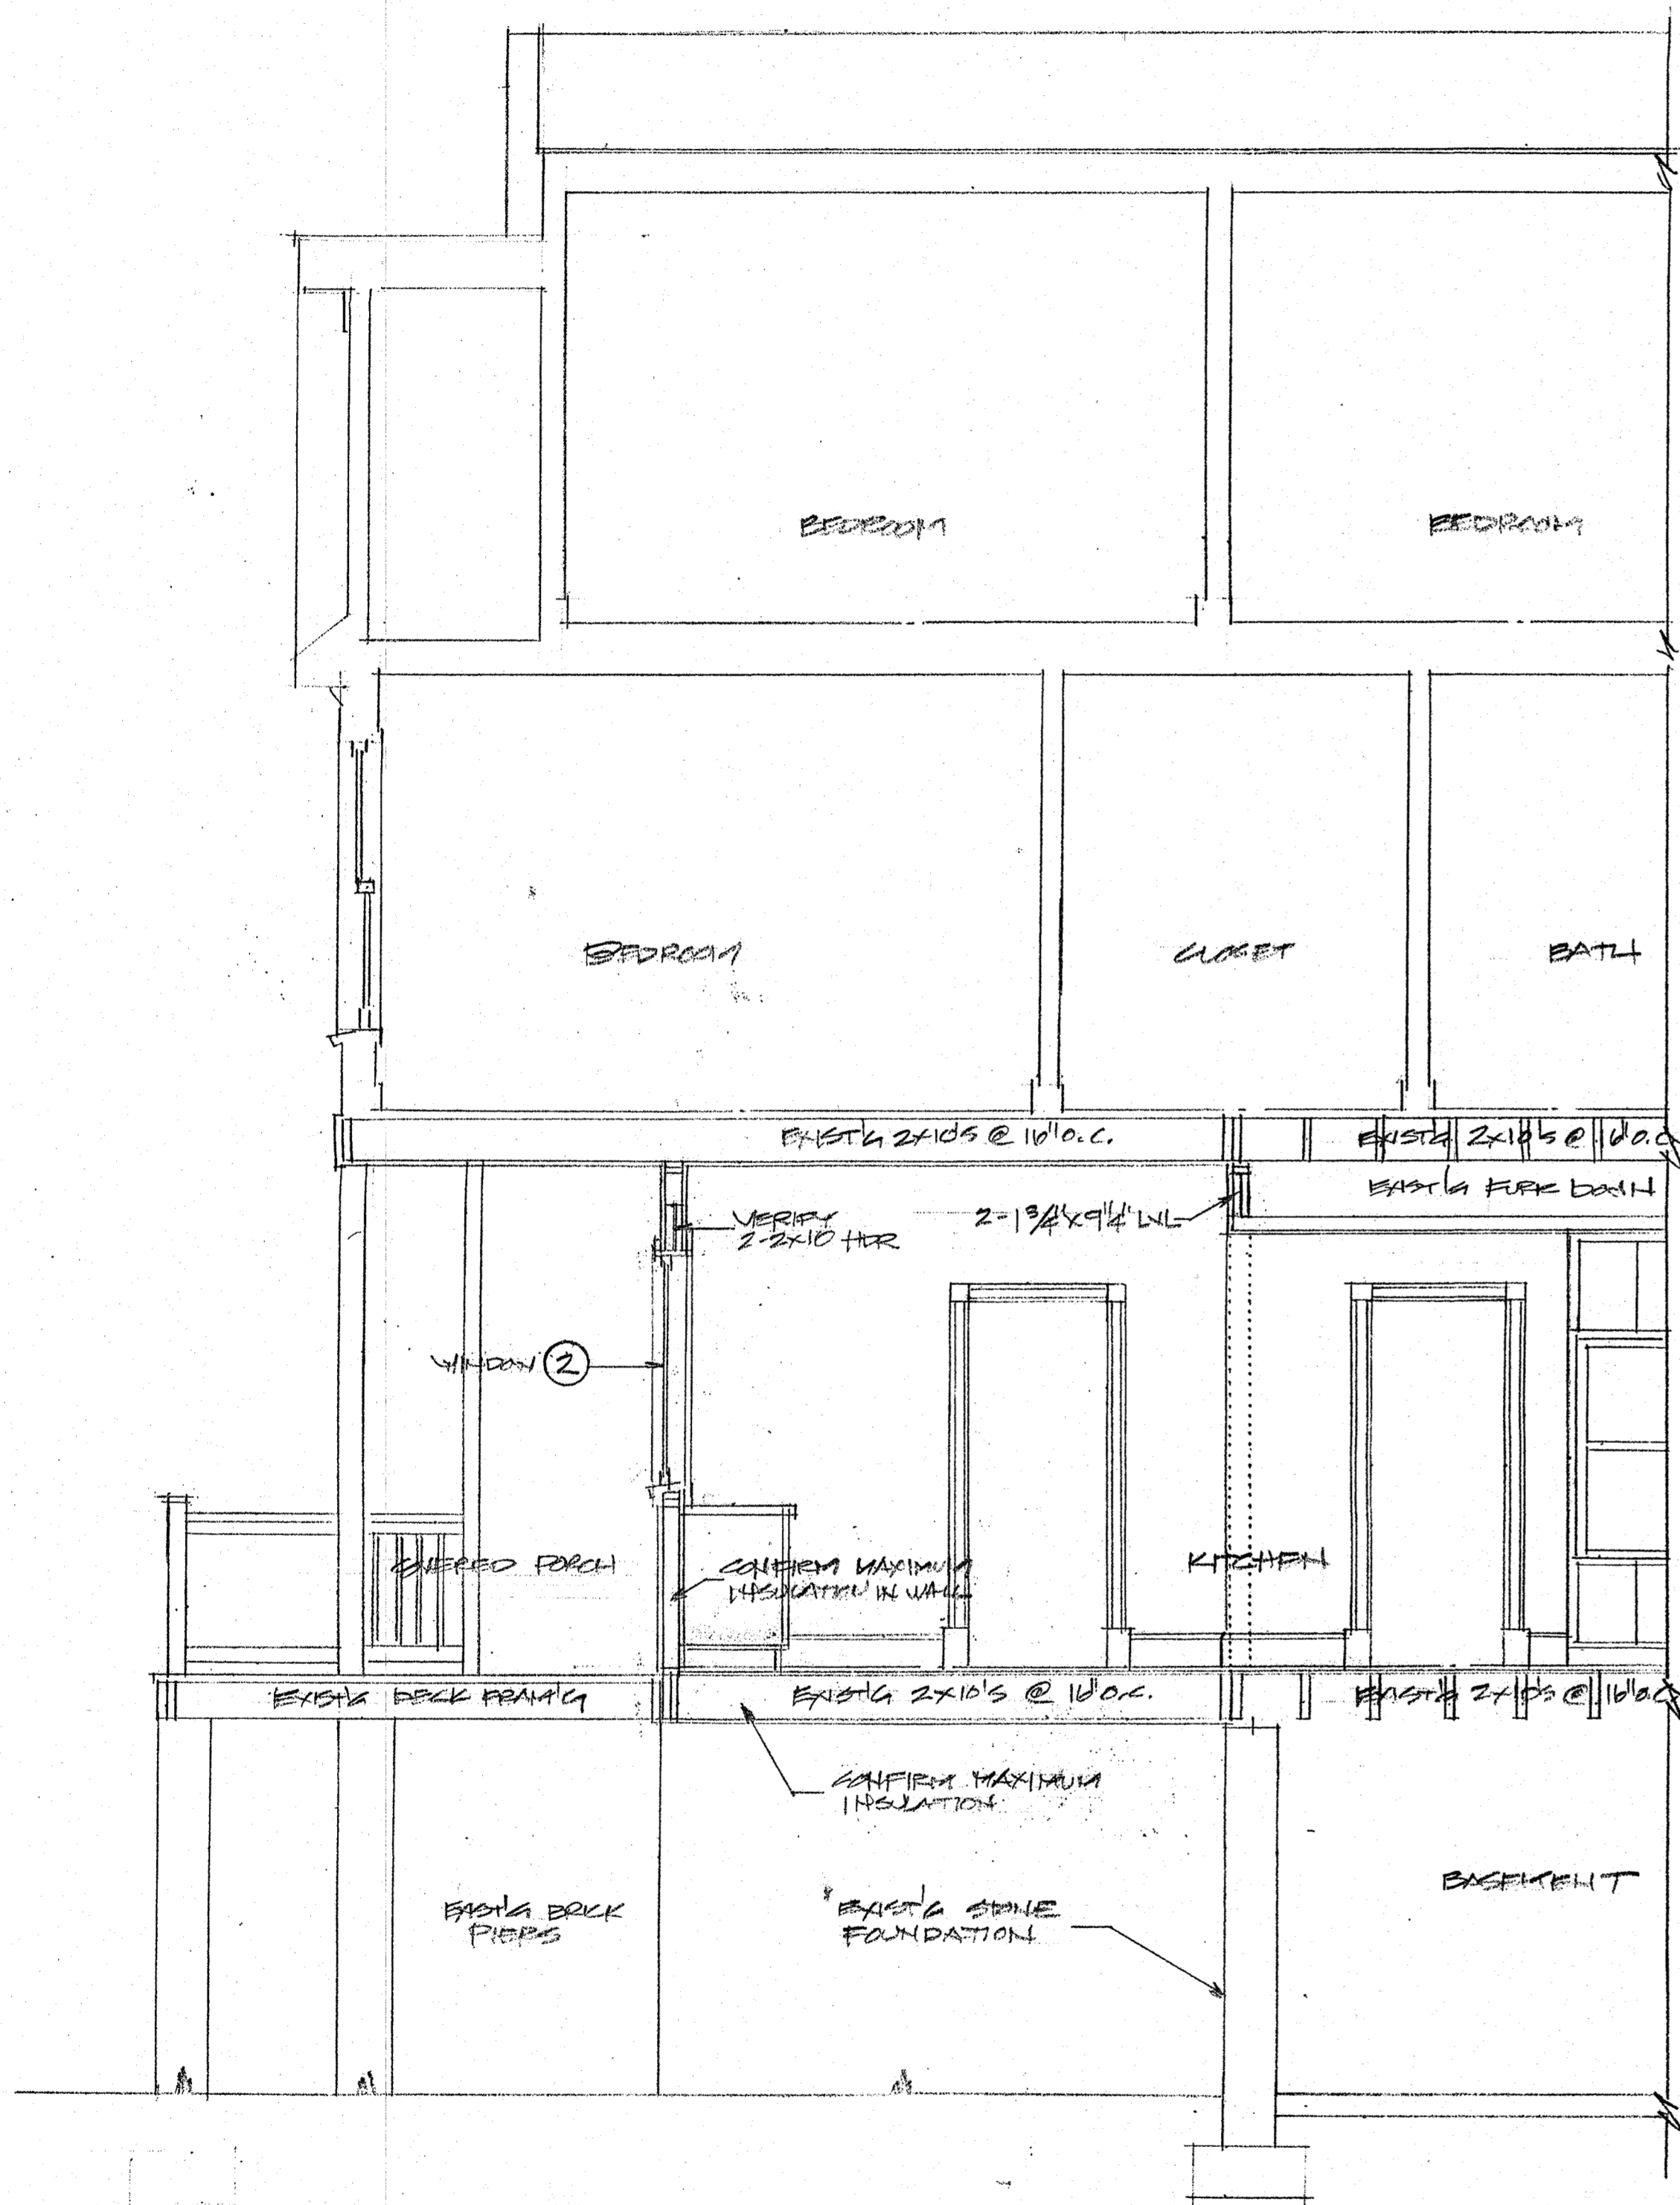 BEDROOM
BEDROOM
BEDROOM
CLOSET
BATH
EXIST'G 2X10'S @ 16" O.C.
EXIST'G 2X10'S @ 16" O.C.
EXIST'G FURR DOWN
VERIFY
2-2X10 HDR
2-1 3/4" X 9 1/4" LVL
WINDOW 2
COVERED PORCH
CONFIRM MAXIMUM
INSULATION IN WALL
KITCHEN
EXIST'G DECK FRAM'G
EXIST'G 2X10'S @ 16" O.C.
EXIST'G 2X10'S @ 16" O.C.
CONFIRM MAXIMUM
INSULATION
BASEMENT
EXIST'G BRICK
PIERS
EXIST'G STONE
FOUNDATION